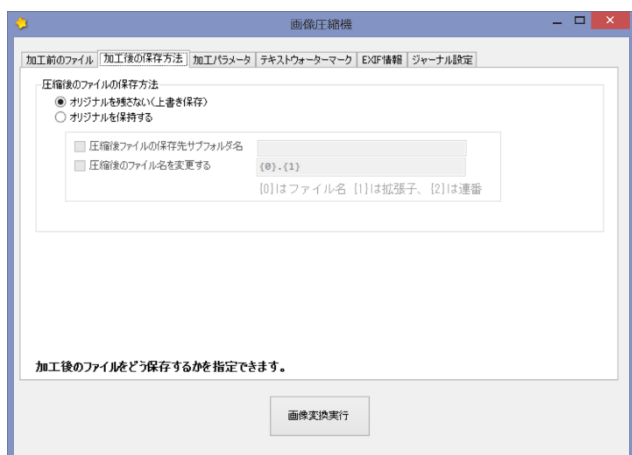 画像圧縮機
加工前のファイル 加工後の保存方法 加工パラメータ テキストウォーターマーク EXIF情報 ジャーナル設定
圧縮後のファイルの保存方法
オリジナルを残さない(上書き保存)
オリジナルを保持する
圧縮後ファイルの保存先サブフォルダ名
圧縮後のファイル名を変更する {0}.{1}
[0]はファイル名 [1]は拡張子、[2]は連番
加工後のファイルをどう保存するかを指定できます。
画像変換実行